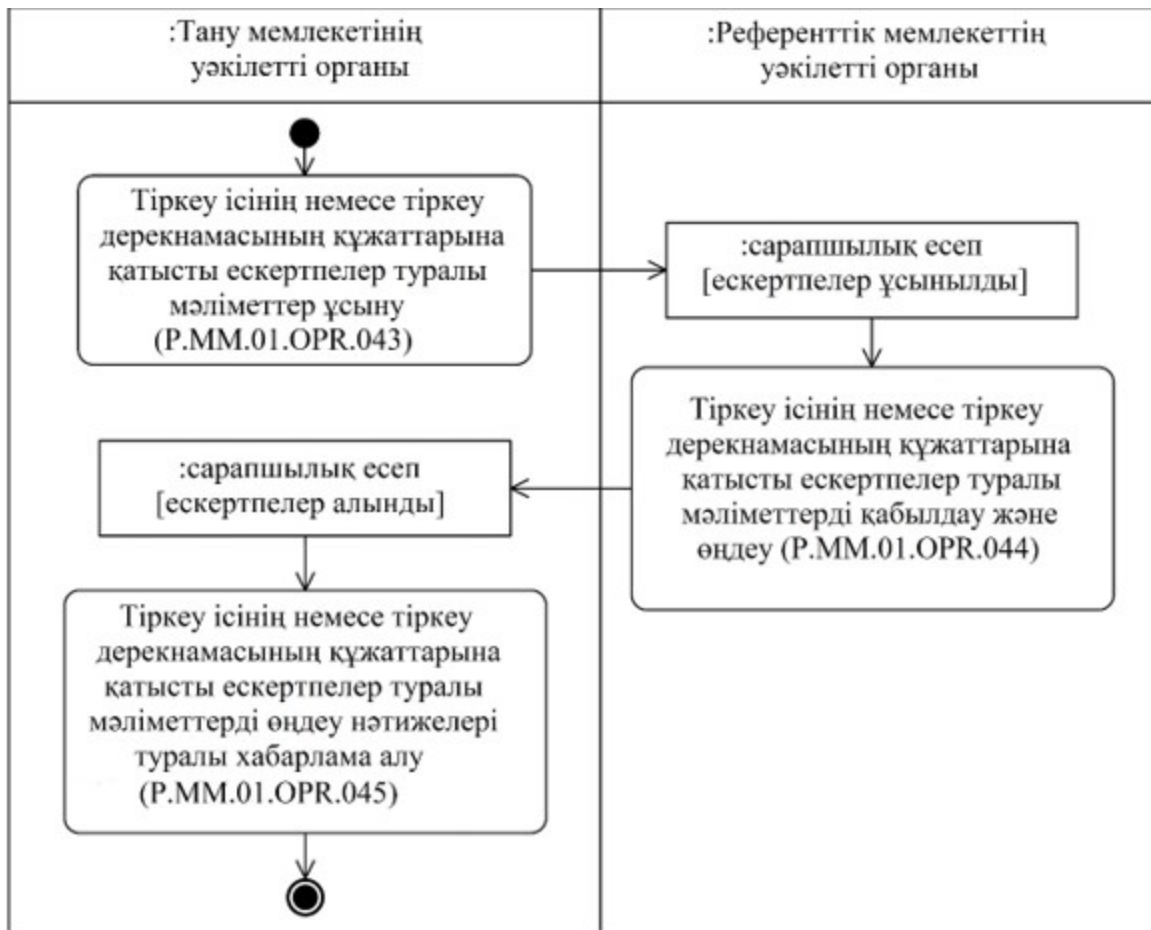 :Тану мемлекетінің
уәкілетті органы
:Референттік мемлекеттің
уәкілетті органы
Тіркеу ісінің немесе тіркеу
дерекнамасының құжаттарына
қатысты ескертпелер туралы
мәліметтер ұсыну
(P.MM.01.OPR.043)
:сарапшылық есеп
[ескертпелер ұсынылды]
Тіркеу ісінің немесе тіркеу
дерекнамасының құжаттарына
қатысты ескертпелер туралы
мәліметтерді қабылдау және
өңдеу (P.MM.01.OPR.044)
:сарапшылық есеп
[ескертпелер алынды]
Тіркеу ісінің немесе тіркеу
дерекнамасының құжаттарына
қатысты ескертпелер туралы
мәліметтерді өңдеу нәтижелері
туралы хабарлама алу
(P.MM.01.OPR.045)